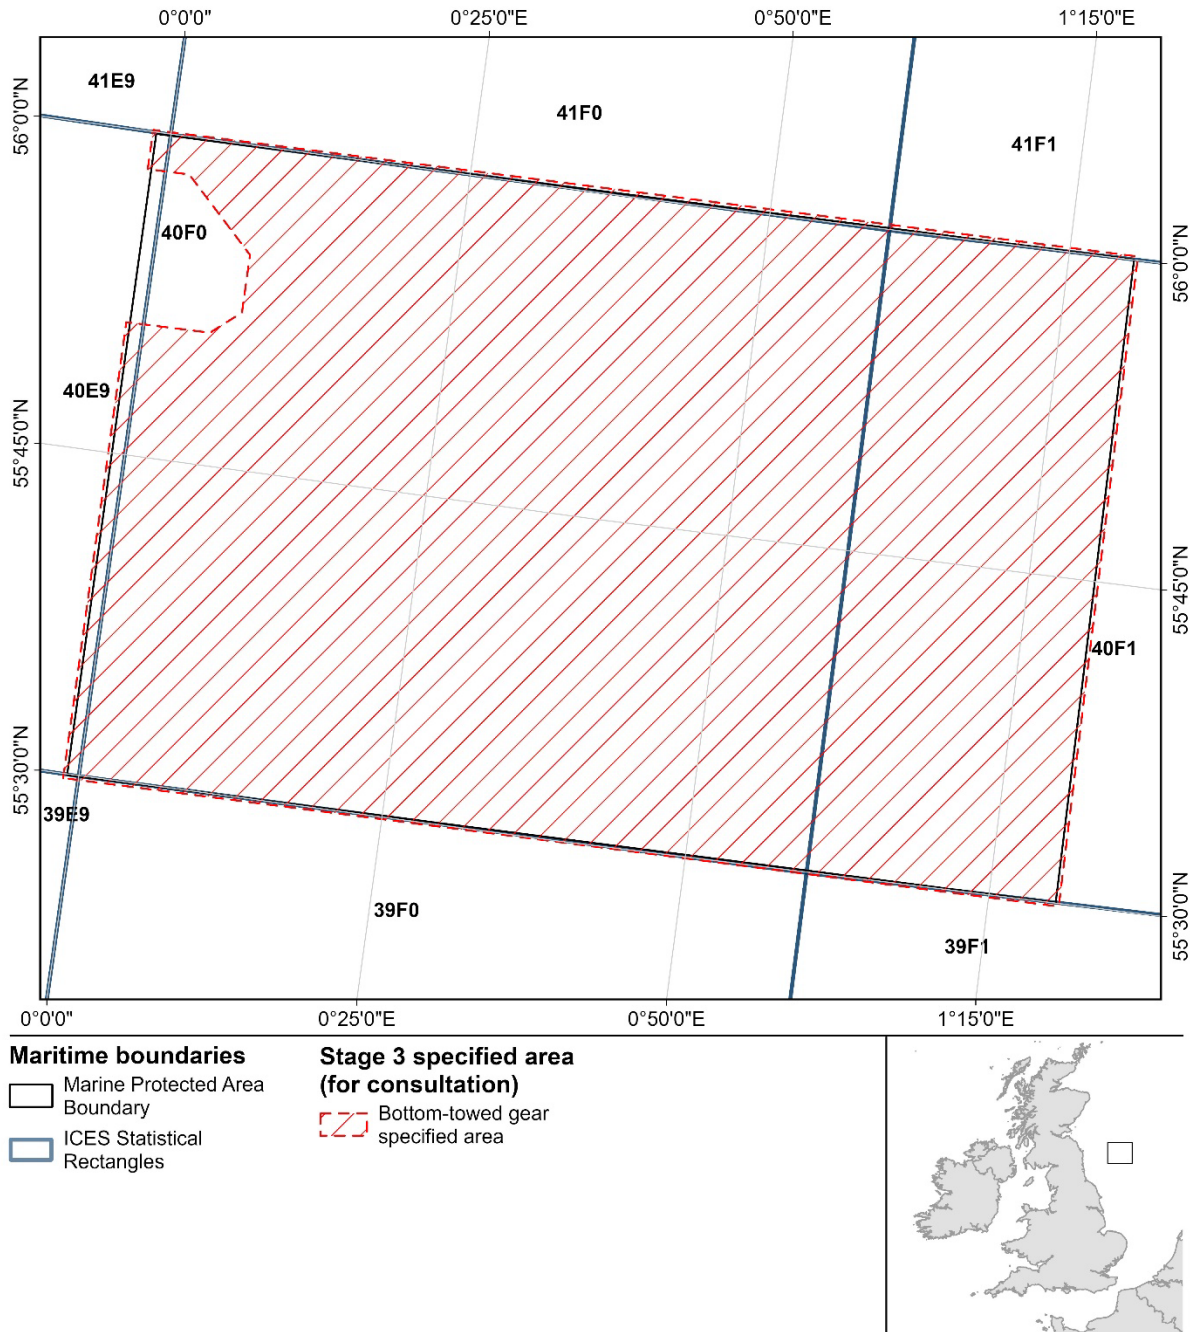 0°0'0" 0°25'0"E 0°50'0"E 1°15'0"E
41E9
41F0
41F1
56°0'0"N
40F0
56°0'0"N
40E9
55°45'0"N
55°45'0"N
40F1
55°30'0"N
39E9
55°30'0"N
39F0
39F1
0°0'0" 0°25'0"E 0°50'0"E 1°15'0"E
Maritime boundaries
Marine Protected Area
Boundary
ICES Statistical
Rectangles
Stage 3 specified area
(for consultation)
Bottom-towed gear
specified area